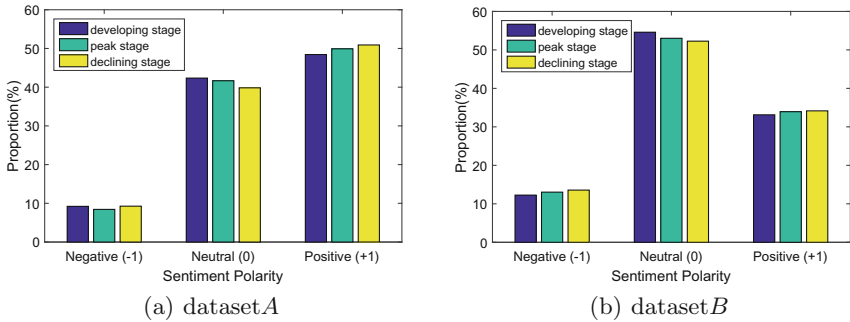 60
50
40
30
20
10
0
Proportion(%)
developing stage
peak stage
declining stage
Negative (-1) Neutral (0) Positive (+1)
Sentiment Polarity
(a) datasetA
60
50
40
30
20
10
0
Proportion(%)
developing stage
peak stage
declining stage
Negative (-1) Neutral (0) Positive (+1)
Sentiment Polarity
(b) datasetB